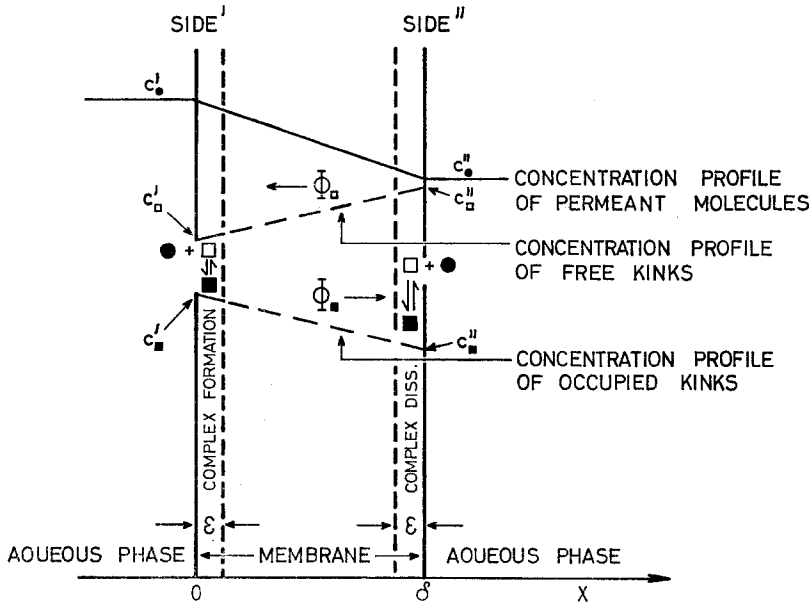 SIDE' SIDE"
c'●
c"●
CONCENTRATION PROFILE
OF PERMEANT MOLECULES
Φ□
c'□
c"□
CONCENTRATION PROFILE
OF FREE KINKS
● + □
□ + ●
Φ■
c'■
c"■
CONCENTRATION PROFILE
OF OCCUPIED KINKS
COMPLEX FORMATION
COMPLEX DISS.
ε ε
AQUEOUS PHASE MEMBRANE AQUEOUS PHASE
0 δ X